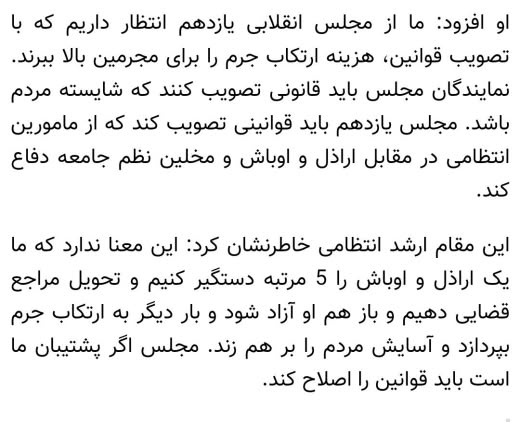 او افزود: ما از مجلس انقلابی یازدهم انتظار داریم که با
تصویب قوانین، هزینه ارتکاب جرم را برای مجرمین بالا ببرند.
نمایندگان مجلس باید قانونی تصویب کنند که شایسته مردم
باشد. مجلس یازدهم باید قوانینی تصویب کند که از مامورین
انتظامی در مقابل اراذل و اوباش و مخلین نظم جامعه دفاع
کند.
این مقام ارشد انتظامی خاطرنشان کرد: این معنا ندارد که ما
یک اراذل و اوباش را 5 مرتبه دستگیر کنیم و تحویل مراجع
قضایی دهیم و باز هم او آزاد شود و بار دیگر به ارتکاب جرم
بپردازد و آسایش مردم را بر هم زند. مجلس اگر پشتیبان ما
است باید قوانین را اصلاح کند.